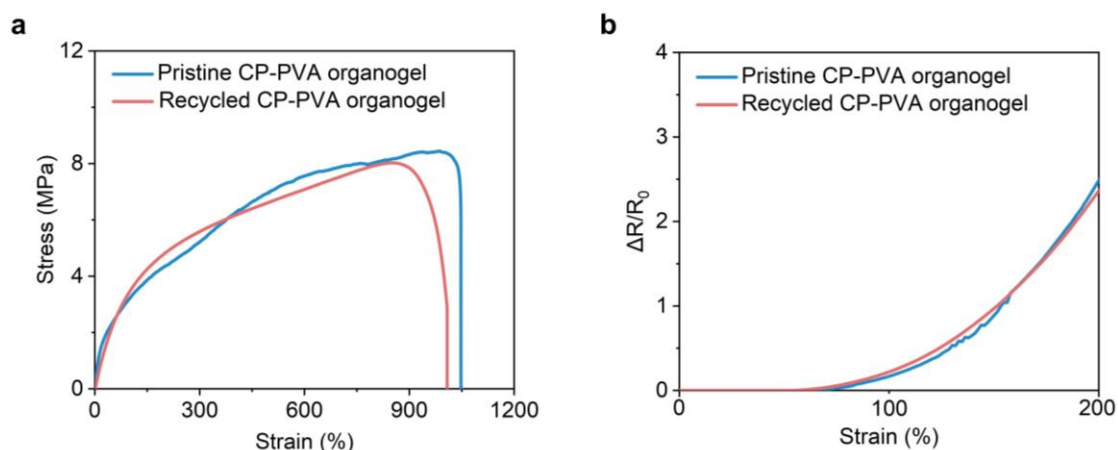 a
12
8
4
0
Stress (MPa)
Pristine CP-PVA organogel
Recycled CP-PVA organogel
0 300 600 900 1200
Strain (%)
b
4
3
2
1
0
ΔR/R₀
Pristine CP-PVA organogel
Recycled CP-PVA organogel
0 100 200
Strain (%)